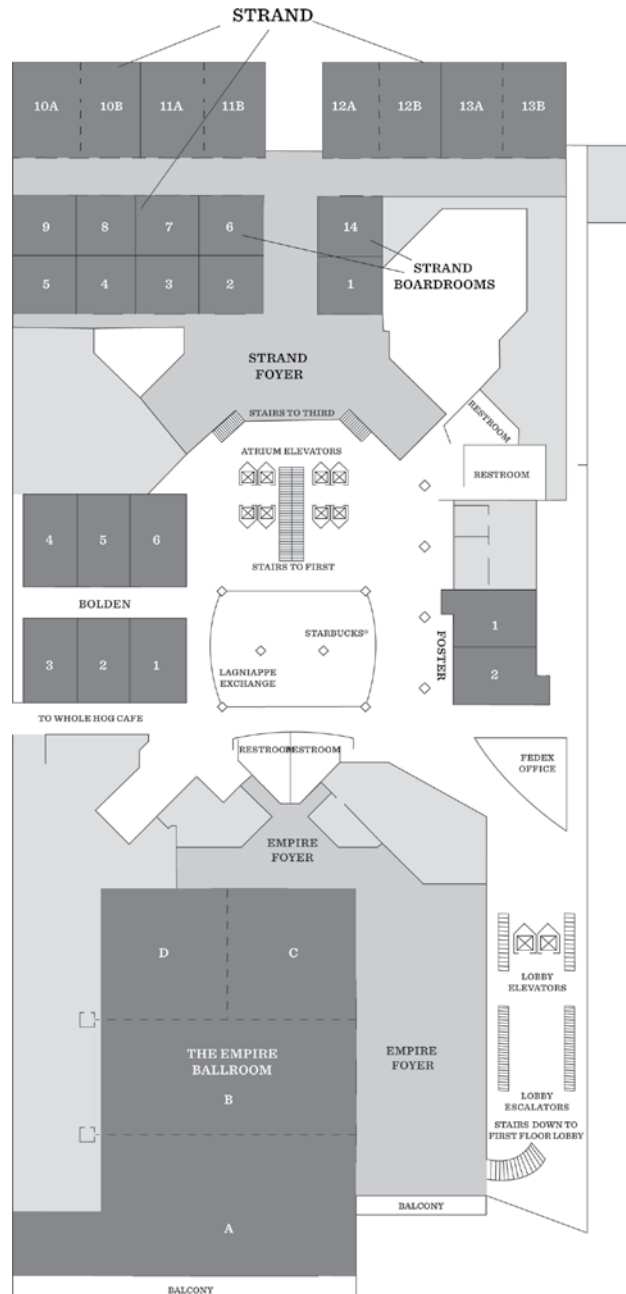 STRAND
10A 10B 11A 11B 12A 12B 13A 13B
9 8 7 6 14
STRAND
BOARDROOMS
5 4 3 2 1
STRAND
FOYER
STAIRS TO THIRD
RESTROOM
ATRIUM ELEVATORS
RESTROOM
4 5 6
STAIRS TO FIRST
BOLDEN
STARBUCKS®
FOSTER
1
2
3 2 1
LAGNIAPPE
EXCHANGE
TO WHOLE HOG CAFE
RESTROOM RESTROOM
FEDEX
OFFICE
EMPIRE
FOYER
D C
LOBBY
ELEVATORS
THE EMPIRE
BALLROOM
B
EMPIRE
FOYER
LOBBY
ESCALATORS
STAIRS DOWN TO
FIRST FLOOR LOBBY
BALCONY
A
BALCONY